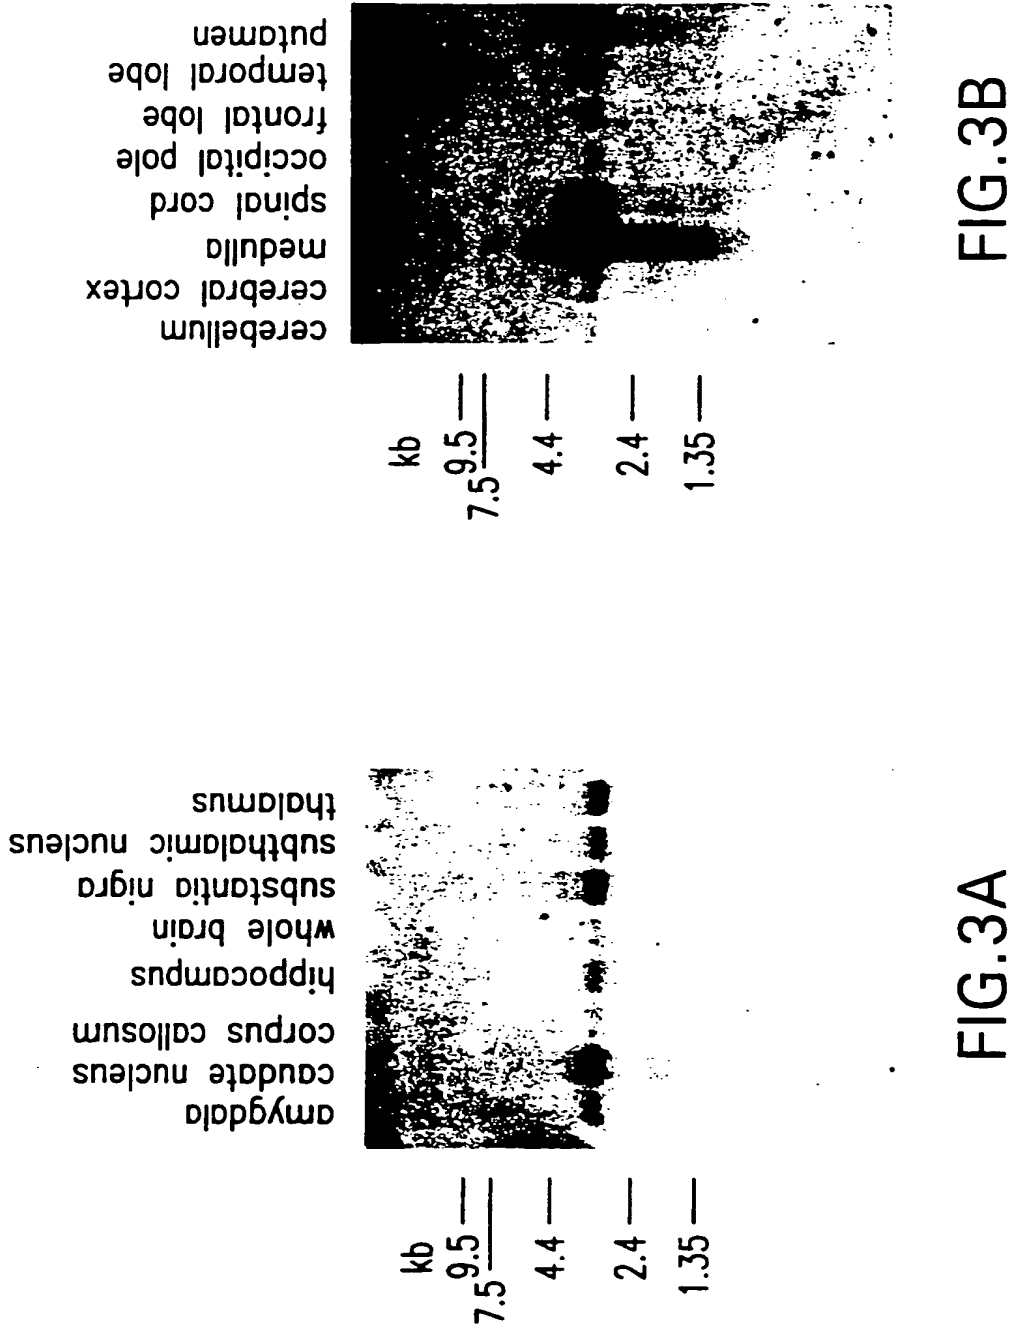 amygdala
caudate nucleus
corpus callosum
hippocampus
whole brain
substantia nigra
subthalamic nucleus
thalamus
kb
9.5
7.5
4.4
2.4
1.35
FIG.3A
cerebellum
cerebral cortex
medulla
spinal cord
occipital pole
frontal lobe
temporal lobe
putamen
kb
9.5
7.5
4.4
2.4
1.35
FIG.3B